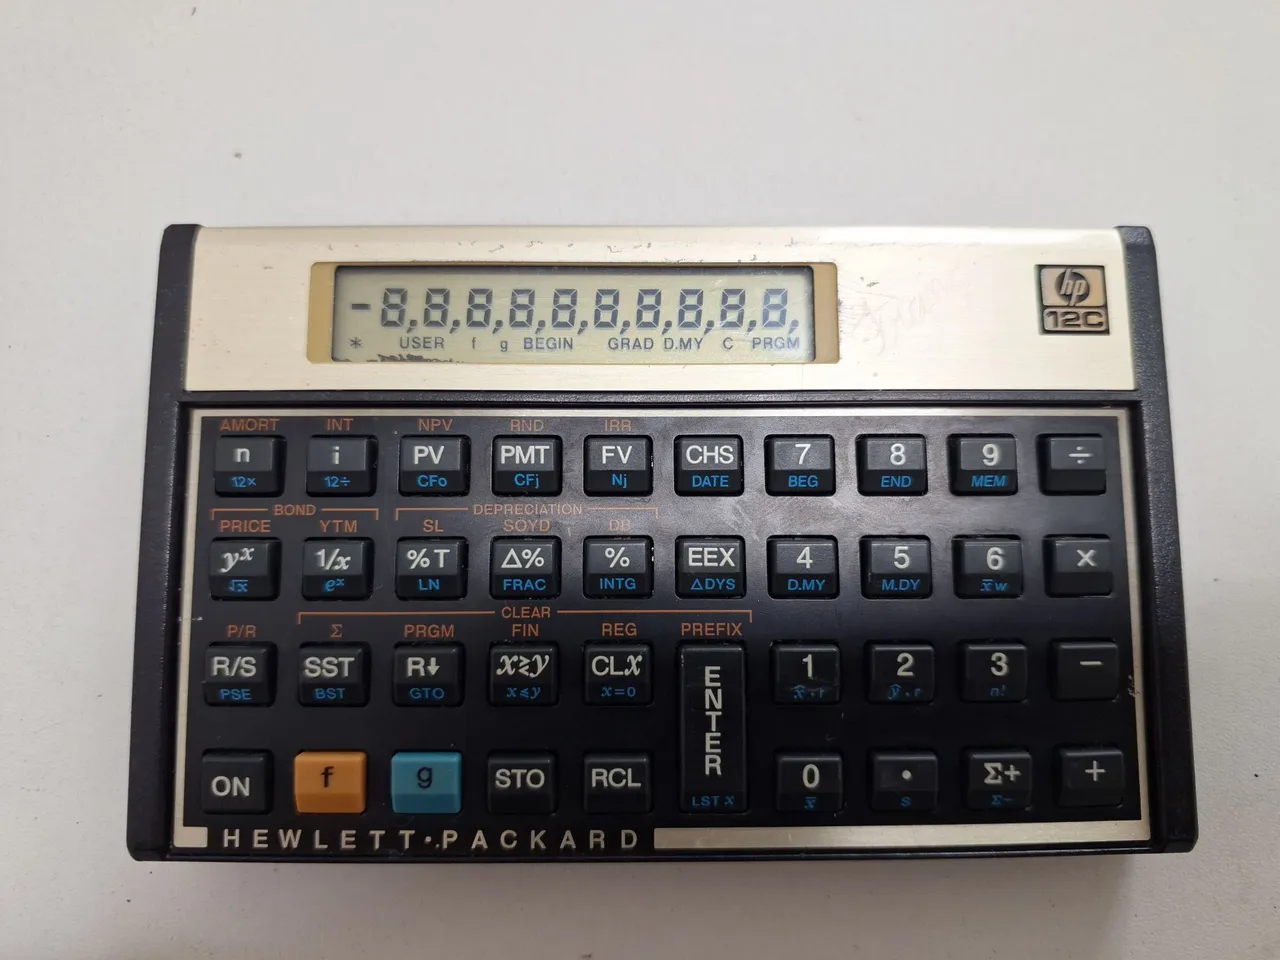 -8,8,8,8,8,8,8,8,8,8,
* USER f g BEGIN GRAD D.MY C PRGM
hp
12C
AMORT INT NPV RND IRR
n i PV PMT FV CHS 7 8 9 ÷
12× 12÷ CFo CFj Nj DATE BEG END MEM
BOND DEPRECIATION
PRICE YTM SL SOYD DB
yˣ 1/x %T Δ% % EEX 4 5 6 ×
√x eˣ LN FRAC INTG ΔDYS D.MY M.DY x̄w
CLEAR
P/R Σ PRGM FIN REG PREFIX
R/S SST R↓ x≷y CLx ENTER 1 2 3 −
PSE BST GTO x≤y x=0 x̂,r ŷ,r n!
ON f g STO RCL 0 • Σ+ +
LST x x̄ s Σ−
HEWLETT·PACKARD